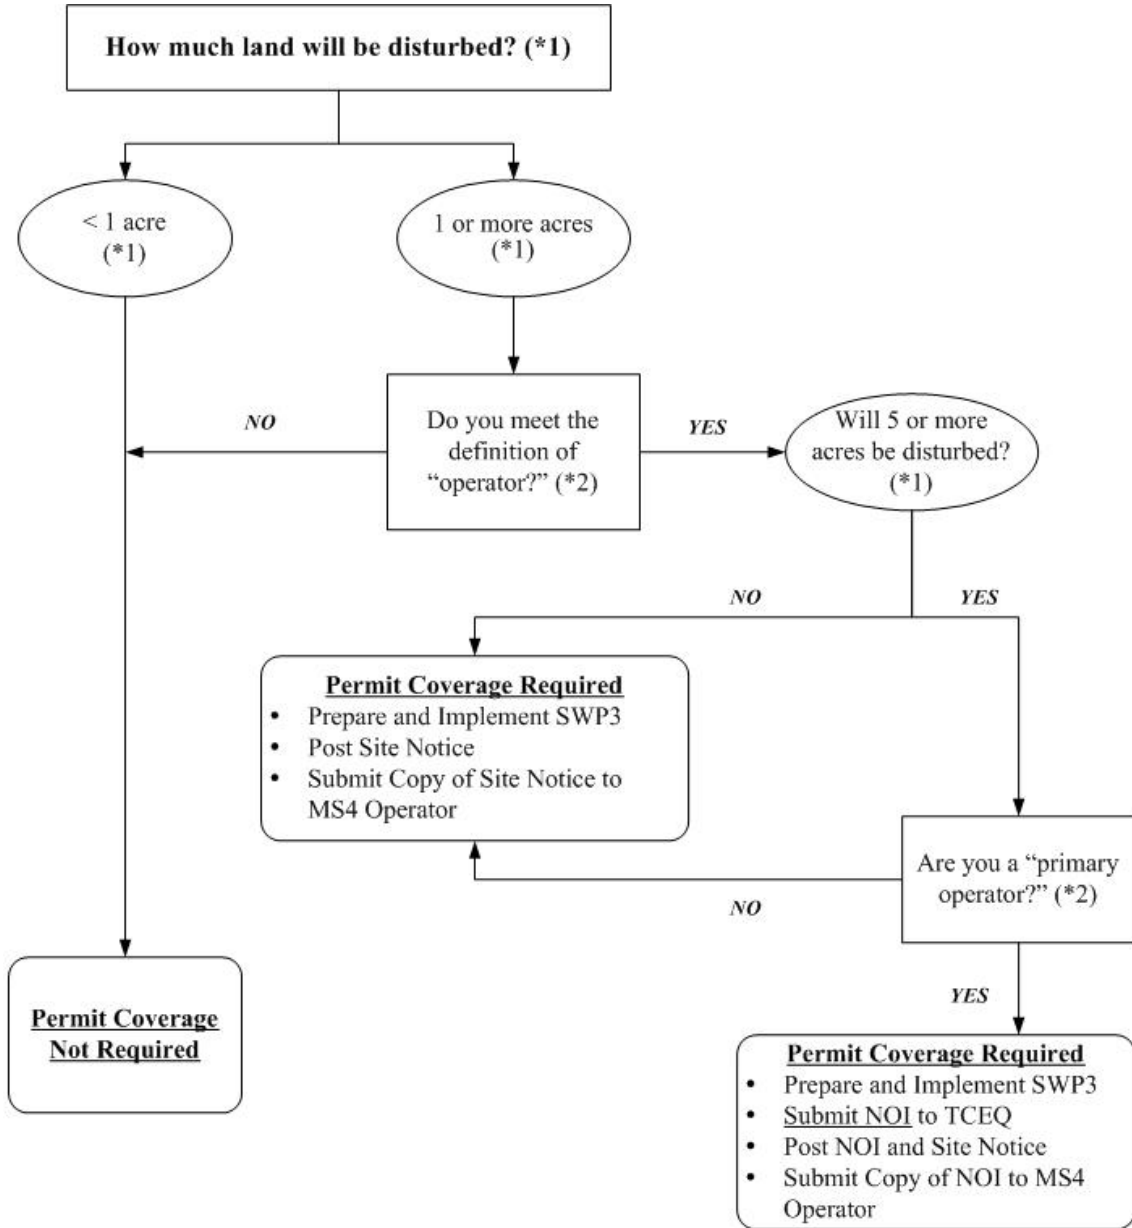 How much land will be disturbed? (*1)
< 1 acre
(*1)
1 or more acres
(*1)
Do you meet the
definition of
“operator?” (*2)
NO
YES
Will 5 or more
acres be disturbed?
(*1)
NO
YES
Permit Coverage Required
• Prepare and Implement SWP3
• Post Site Notice
• Submit Copy of Site Notice to
MS4 Operator
Are you a “primary
operator?” (*2)
NO
YES
Permit Coverage
Not Required
Permit Coverage Required
• Prepare and Implement SWP3
• Submit NOI to TCEQ
• Post NOI and Site Notice
• Submit Copy of NOI to MS4
Operator